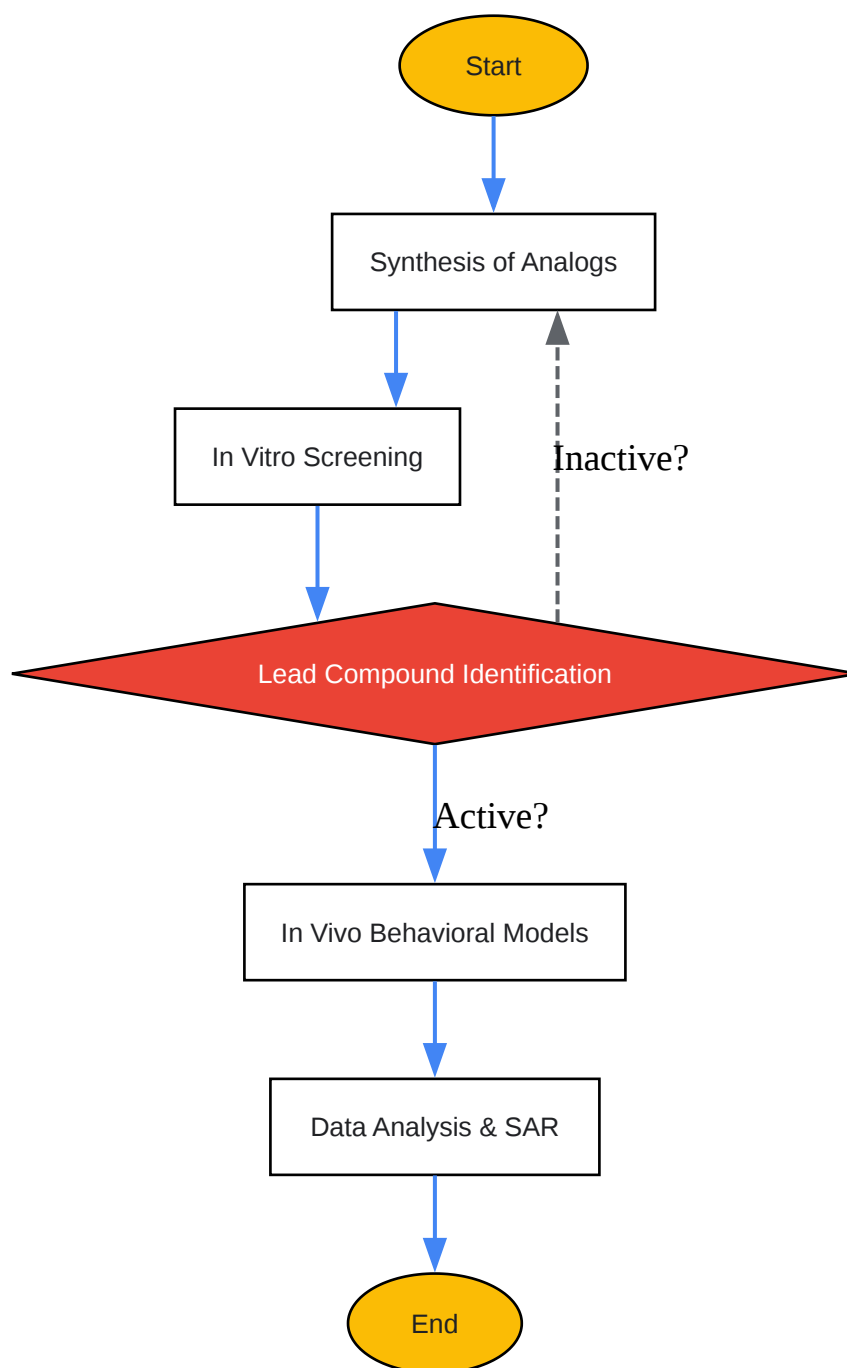 Start
Synthesis of Analogs
In Vitro Screening
Inactive?
Lead Compound Identification
Active?
In Vivo Behavioral Models
Data Analysis & SAR
End